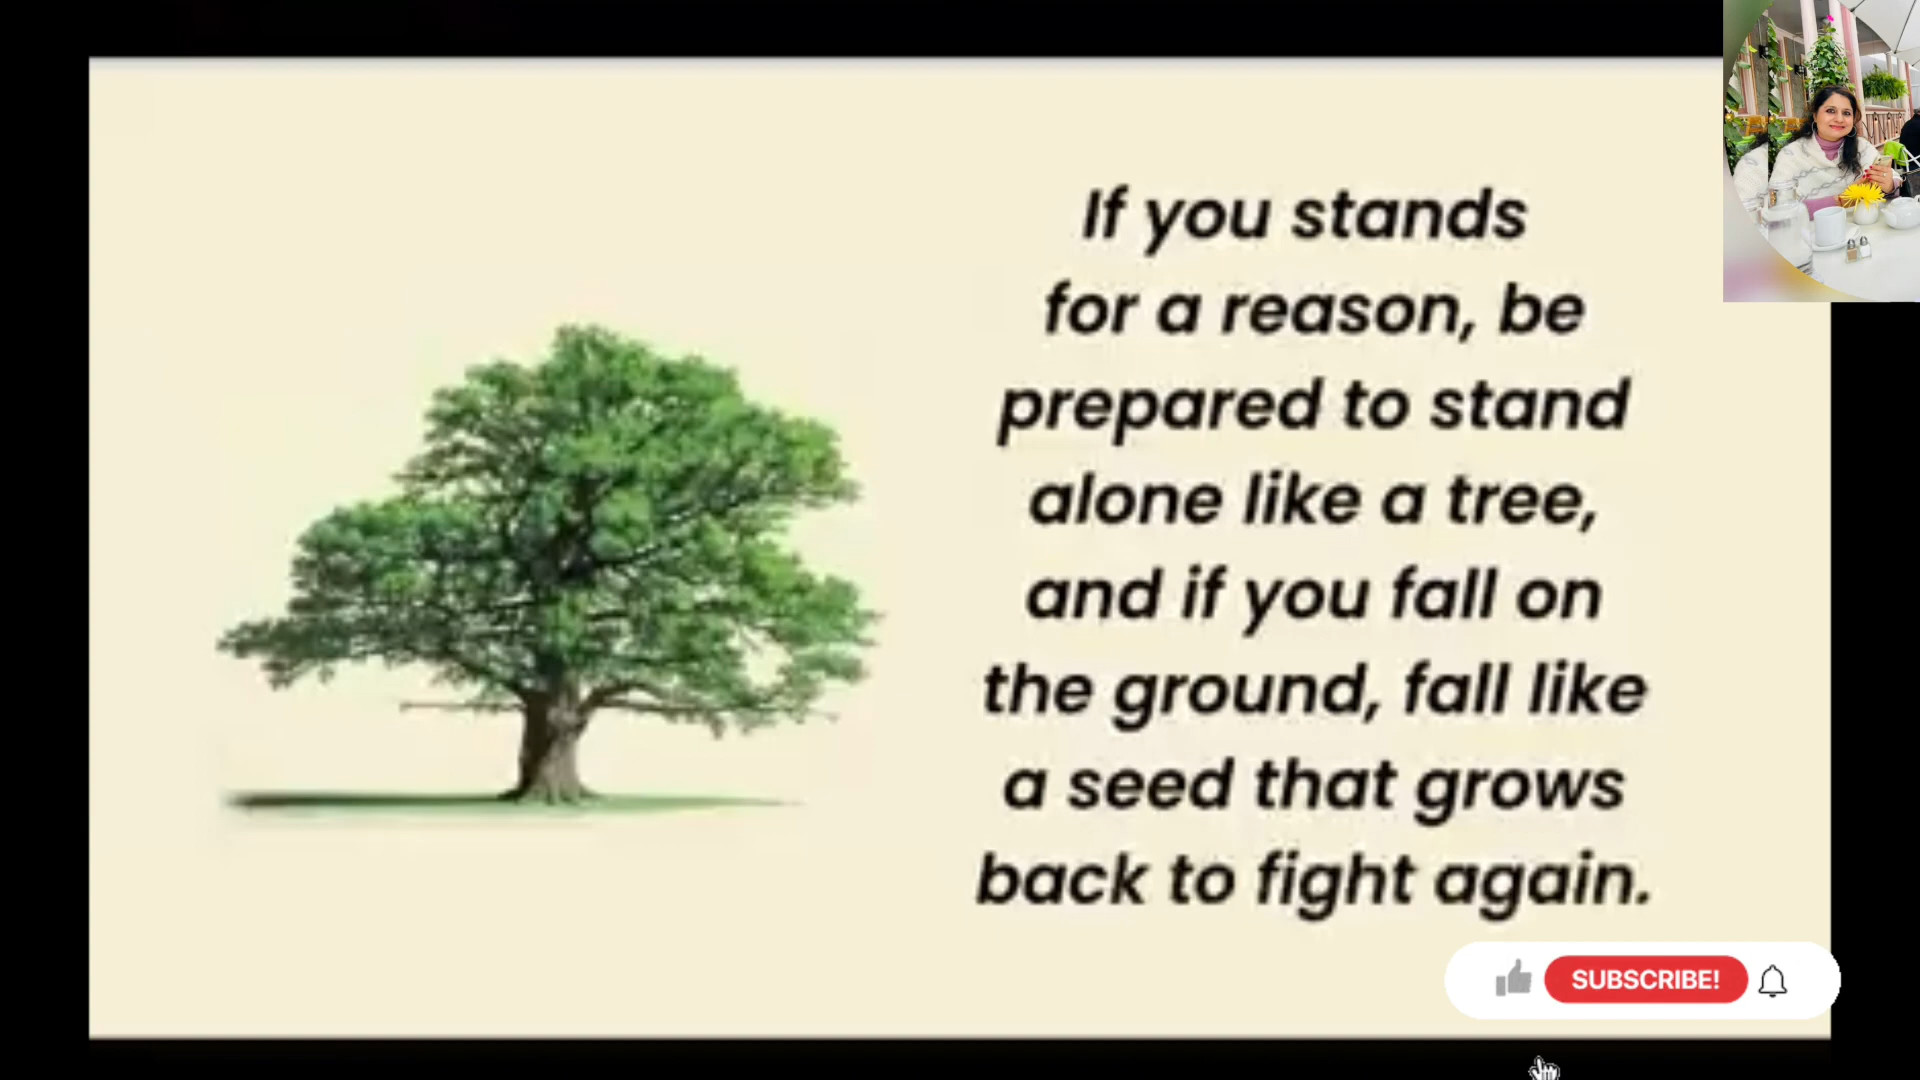 If you stands
for a reason, be
prepared to stand
alone like a tree,
and if you fall on
the ground, fall like
a seed that grows
back to fight again.
SUBSCRIBE!